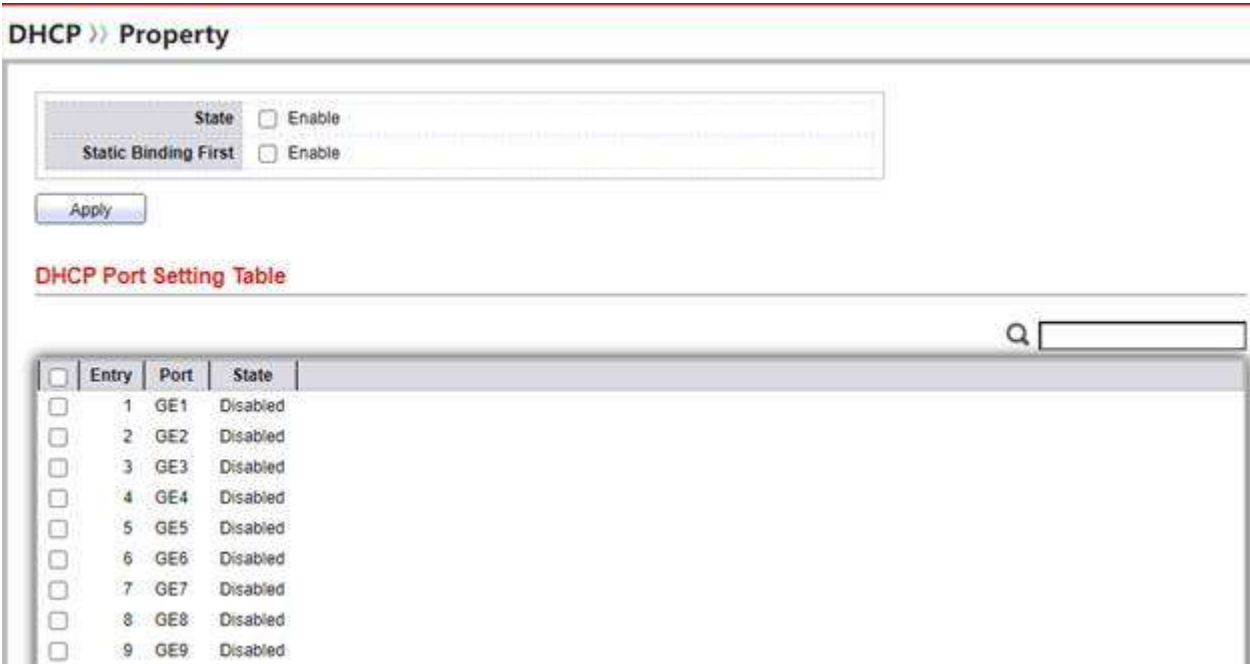 DHCP >> Property
State Enable
Static Binding First Enable
Apply
DHCP Port Setting Table
Entry Port State
1 GE1 Disabled
2 GE2 Disabled
3 GE3 Disabled
4 GE4 Disabled
5 GE5 Disabled
6 GE6 Disabled
7 GE7 Disabled
8 GE8 Disabled
9 GE9 Disabled